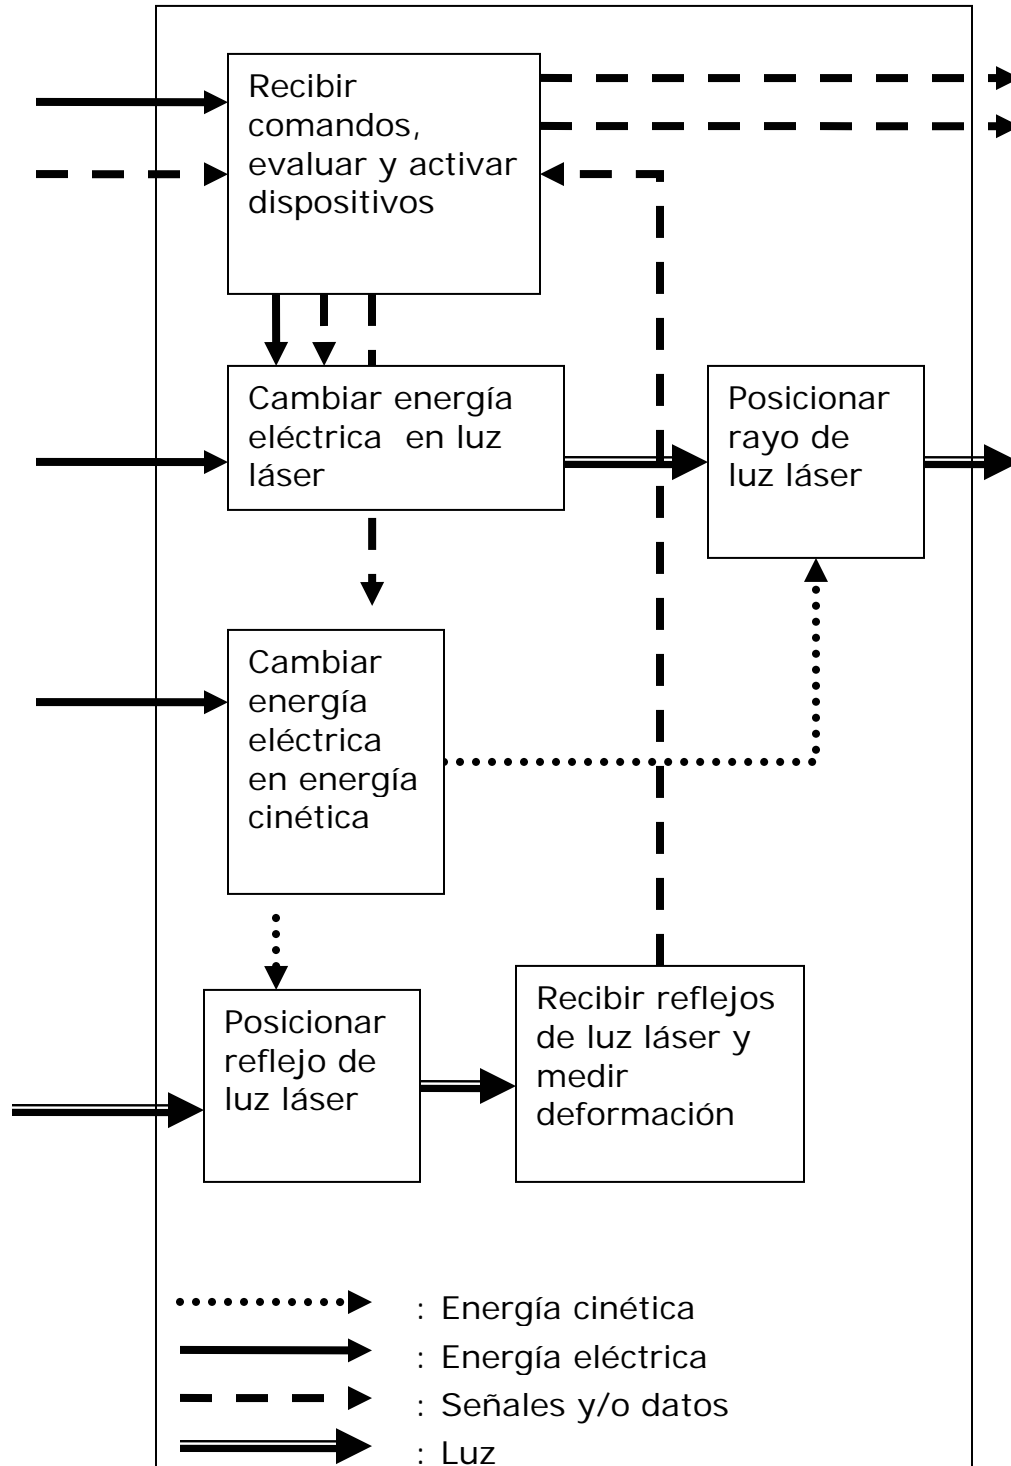 Recibir
comandos,
evaluar y activar
dispositivos
Cambiar energía
eléctrica en luz
láser
Posicionar
rayo de
luz láser
Cambiar
energía
eléctrica
en energía
cinética
Posicionar
reflejo de
luz láser
Recibir reflejos
de luz láser y
medir
deformación
: Energía cinética
: Energía eléctrica
: Señales y/o datos
: Luz